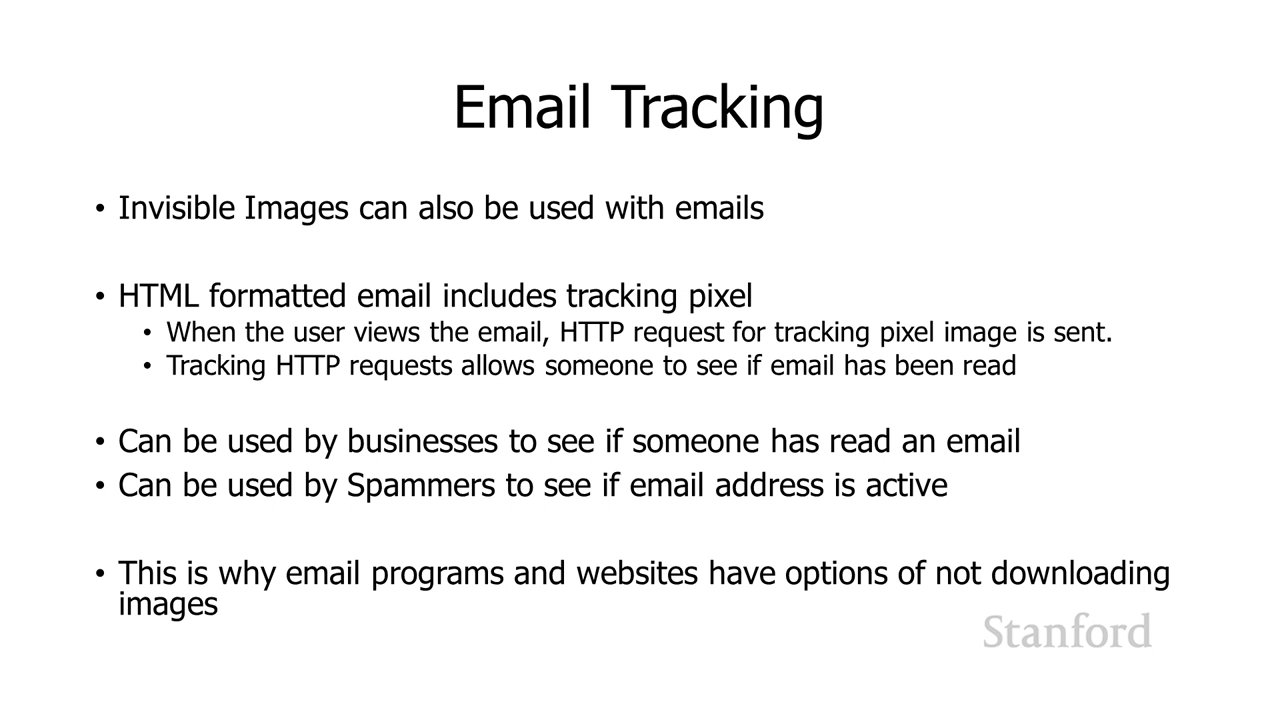 Email Tracking
• Invisible Images can also be used with emails
• HTML formatted email includes tracking pixel
• When the user views the email, HTTP request for tracking pixel image is sent.
• Tracking HTTP requests allows someone to see if email has been read
• Can be used by businesses to see if someone has read an email
• Can be used by Spammers to see if email address is active
• This is why email programs and websites have options of not downloading
images
Stanford